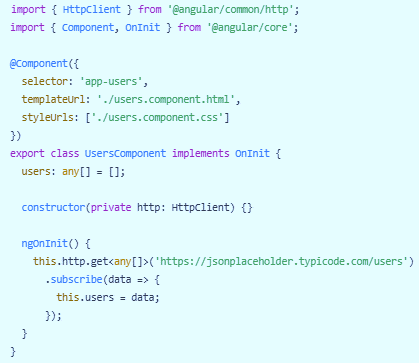 import { HttpClient } from '@angular/common/http';
import { Component, OnInit } from '@angular/core';

@Component({
  selector: 'app-users',
  templateUrl: './users.component.html',
  styleUrls: ['./users.component.css']
})
export class UsersComponent implements OnInit {
  users: any[] = [];

  constructor(private http: HttpClient) {}

  ngOnInit() {
    this.http.get<any[]>('https://jsonplaceholder.typicode.com/users')
      .subscribe(data => {
        this.users = data;
      });
  }
}